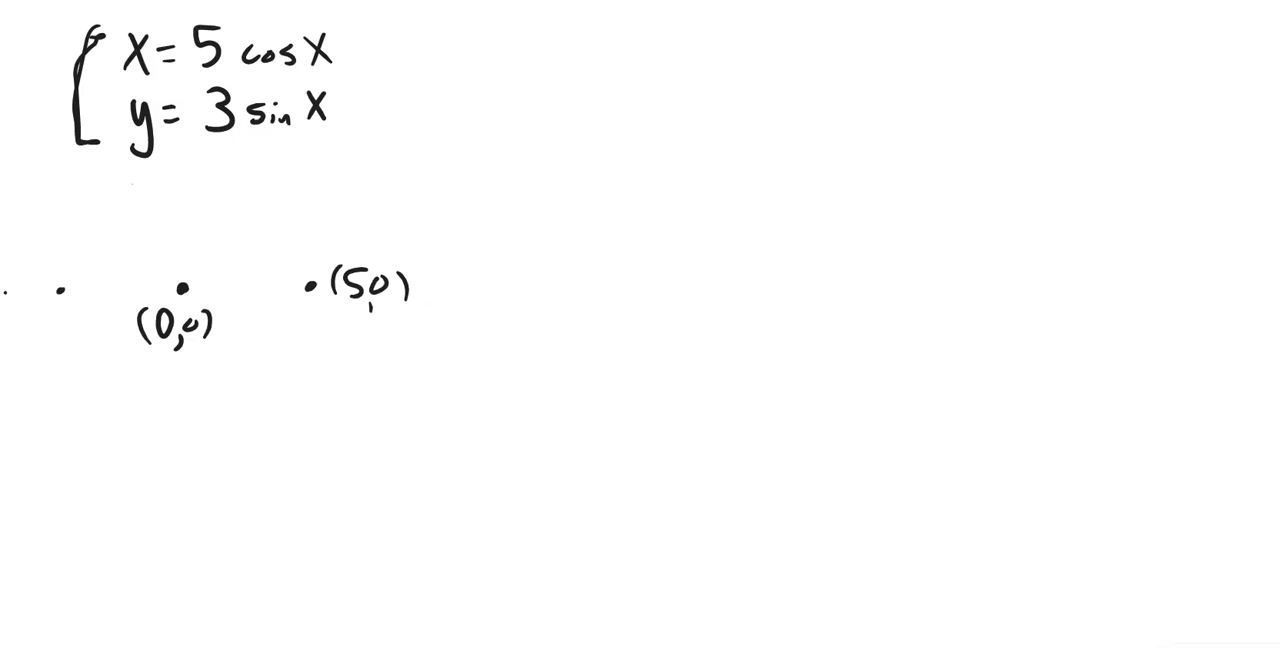 x = 5 cos x
y = 3 sin x
(5,0)
(0,0)